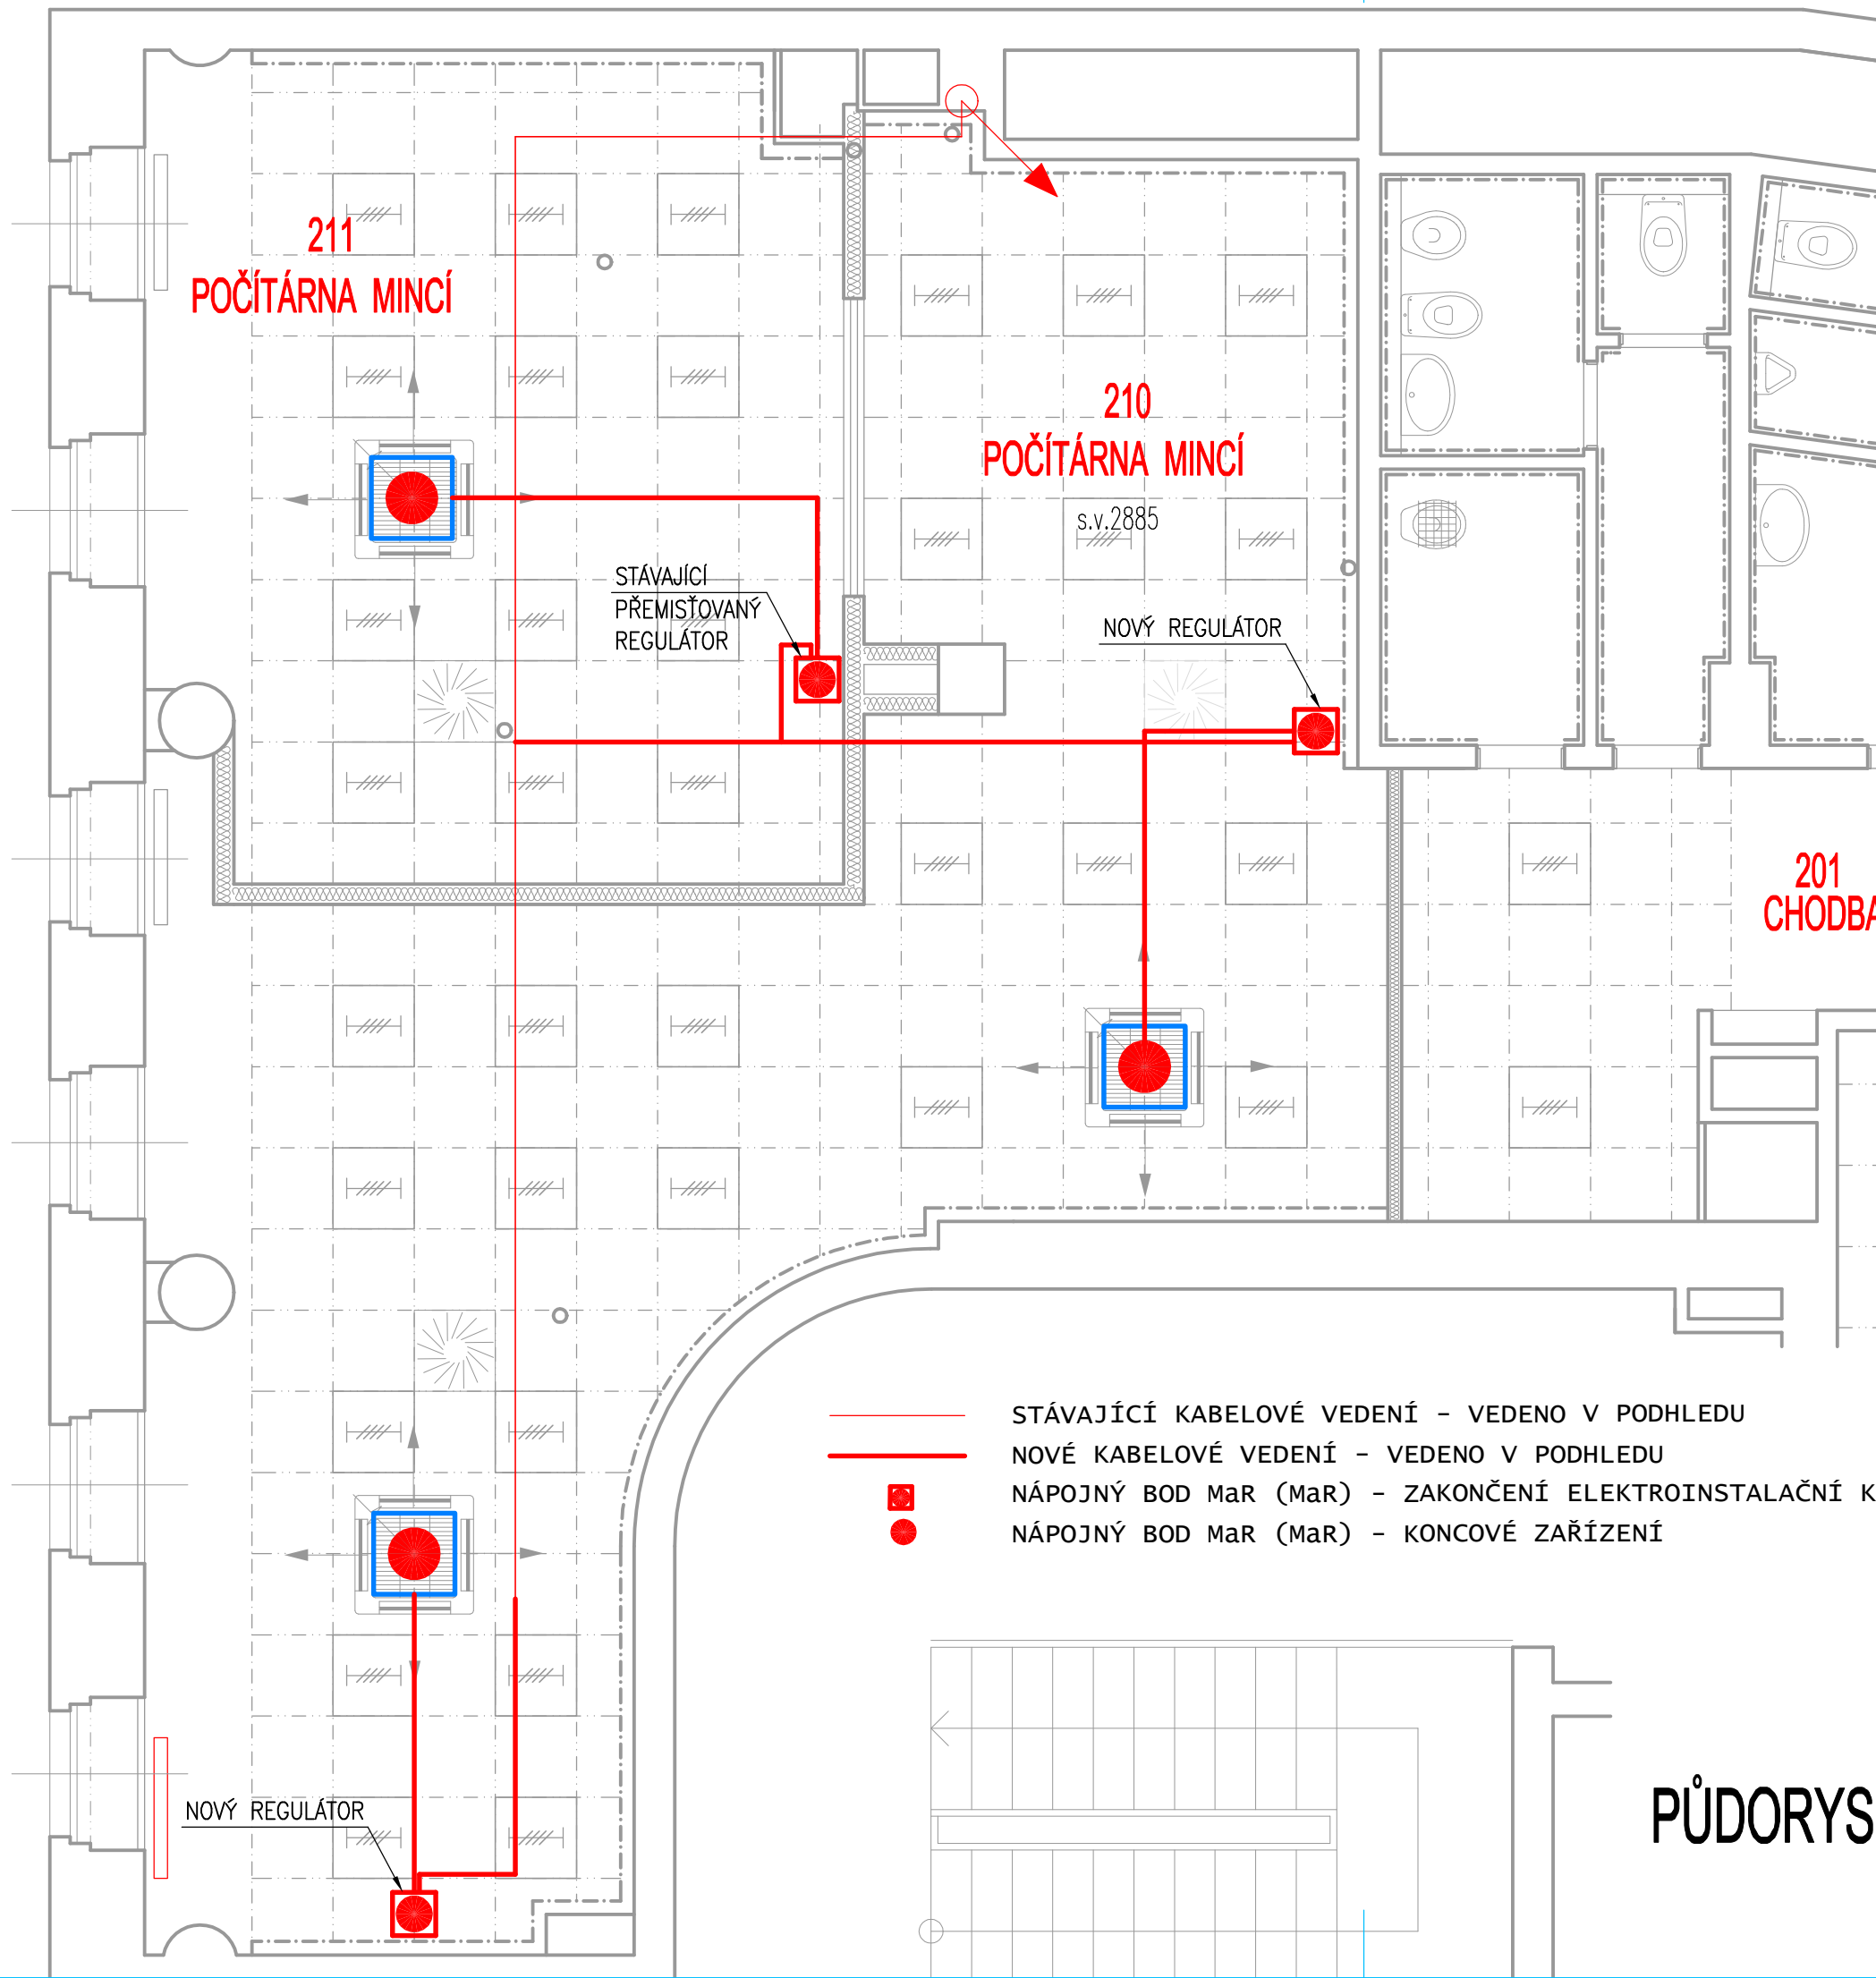 211
POČÍTÁRNA MINCÍ
210
POČÍTÁRNA MINCÍ
s.v.2885
STÁVAJÍCÍ
PŘEMISŤOVANÝ
REGULÁTOR
NOVÝ REGULÁTOR
201
CHODBA
STÁVAJÍCÍ KABELOVÉ VEDENÍ - VEDENO V PODHLEDU
NOVÉ KABELOVÉ VEDENÍ - VEDENO V PODHLEDU
NÁPOJNÝ BOD MaR (MaR) - ZAKONČENÍ ELEKTROINSTALAČNÍ K
NÁPOJNÝ BOD MaR (MaR) - KONCOVÉ ZAŘÍZENÍ
NOVÝ REGULÁTOR
PŮDORYS